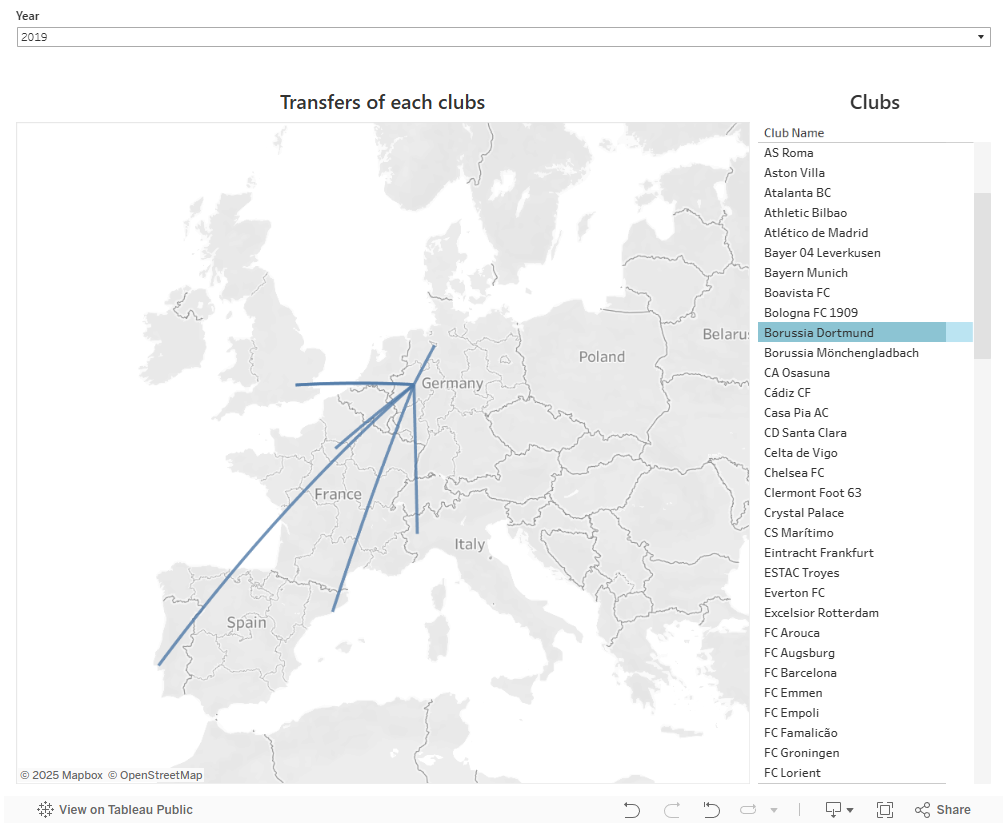 Year
2019
Transfers of each clubs
Clubs
Club Name
AS Roma
Aston Villa
Atalanta BC
Athletic Bilbao
Atlético de Madrid
Bayer 04 Leverkusen
Bayern Munich
Boavista FC
Bologna FC 1909
Borussia Dortmund
Borussia Mönchengladbach
CA Osasuna
Cádiz CF
Casa Pia AC
CD Santa Clara
Celta de Vigo
Chelsea FC
Clermont Foot 63
Crystal Palace
CS Marítimo
Eintracht Frankfurt
ESTAC Troyes
Everton FC
Excelsior Rotterdam
FC Arouca
FC Augsburg
FC Barcelona
FC Emmen
FC Empoli
FC Famalicão
FC Groningen
FC Lorient
Belarus
Poland
Germany
France
Italy
Spain
© 2025 Mapbox © OpenStreetMap
View on Tableau Public
Share